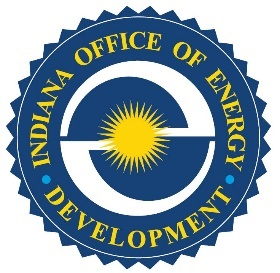 INDIANA OFFICE OF ENERGY
DEVELOPMENT